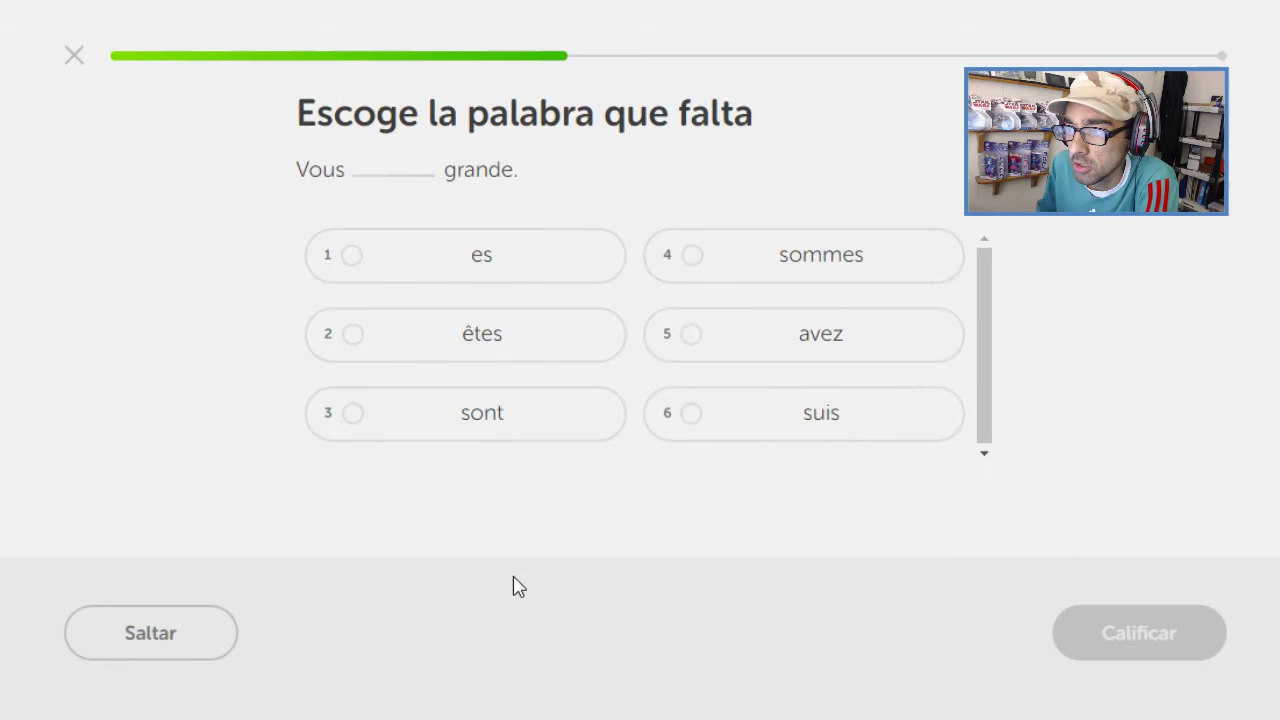 Escoge la palabra que falta
Vous ______ grande.
1 es
2 êtes
3 sont
4 sommes
5 avez
6 suis
Saltar
Calificar